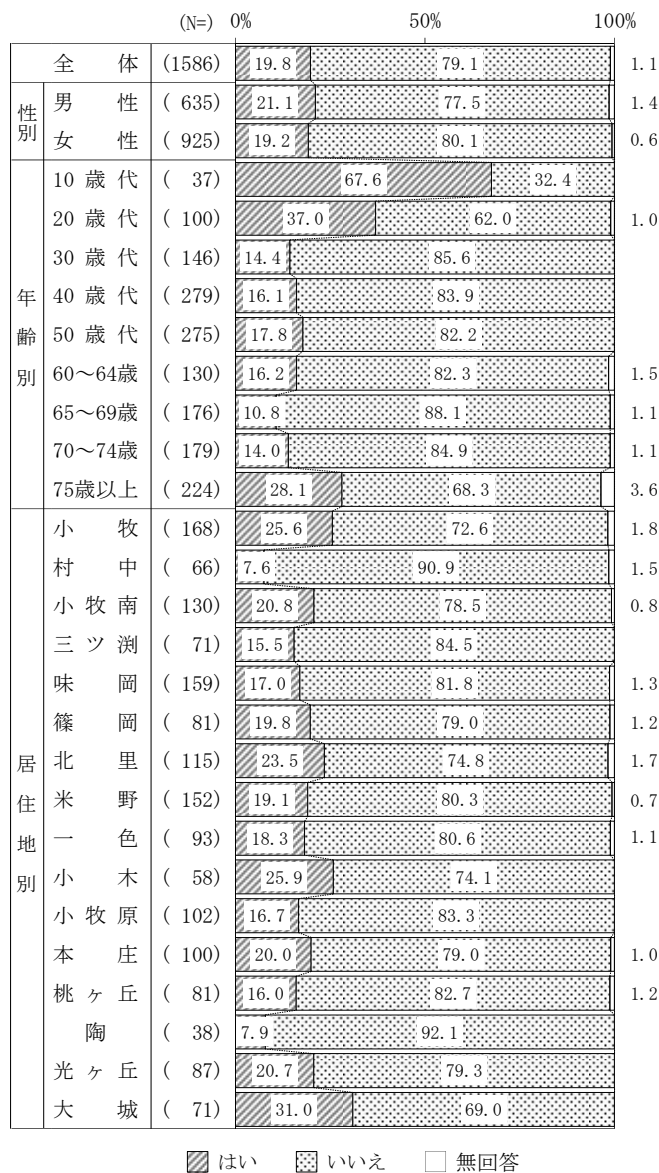 (N=) 0% 50% 100%
全体 (1586) 19.8 79.1 1.1
性別
男性 ( 635) 21.1 77.5 1.4
女性 ( 925) 19.2 80.1 0.6
年齢別
10歳代 ( 37) 67.6 32.4
20歳代 ( 100) 37.0 62.0 1.0
30歳代 ( 146) 14.4 85.6
40歳代 ( 279) 16.1 83.9
50歳代 ( 275) 17.8 82.2
60～64歳 ( 130) 16.2 82.3 1.5
65～69歳 ( 176) 10.8 88.1 1.1
70～74歳 ( 179) 14.0 84.9 1.1
75歳以上 ( 224) 28.1 68.3 3.6
居住地別
小牧 ( 168) 25.6 72.6 1.8
村中 ( 66) 7.6 90.9 1.5
小牧南 ( 130) 20.8 78.5 0.8
三ツ渕 ( 71) 15.5 84.5
味岡 ( 159) 17.0 81.8 1.3
篠岡 ( 81) 19.8 79.0 1.2
北里 ( 115) 23.5 74.8 1.7
米野 ( 152) 19.1 80.3 0.7
一色 ( 93) 18.3 80.6 1.1
小木 ( 58) 25.9 74.1
小牧原 ( 102) 16.7 83.3
本庄 ( 100) 20.0 79.0 1.0
桃ヶ丘 ( 81) 16.0 82.7 1.2
陶 ( 38) 7.9 92.1
光ヶ丘 ( 87) 20.7 79.3
大城 ( 71) 31.0 69.0
はい いいえ 無回答